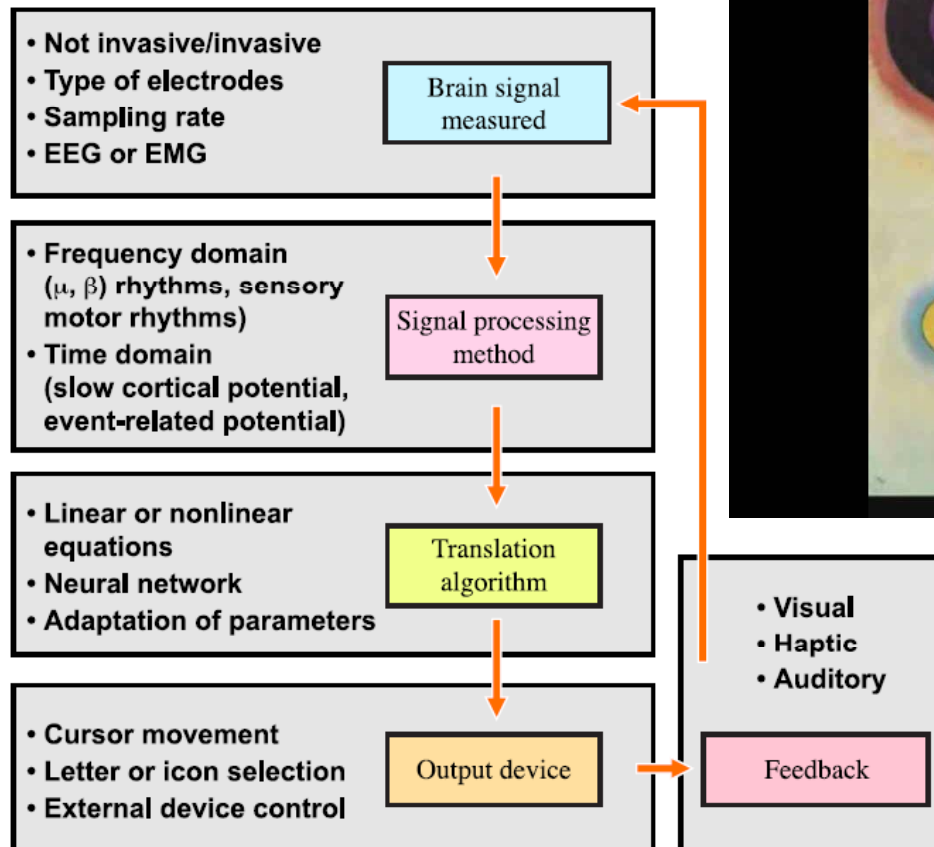 • Not invasive/invasive
• Type of electrodes
• Sampling rate
• EEG or EMG
Brain signal
measured
• Frequency domain
(μ, β) rhythms, sensory
motor rhythms)
• Time domain
(slow cortical potential,
event-related potential)
Signal processing
method
• Linear or nonlinear
equations
• Neural network
• Adaptation of parameters
Translation
algorithm
• Cursor movement
• Letter or icon selection
• External device control
Output device
• Visual
• Haptic
• Auditory
Feedback